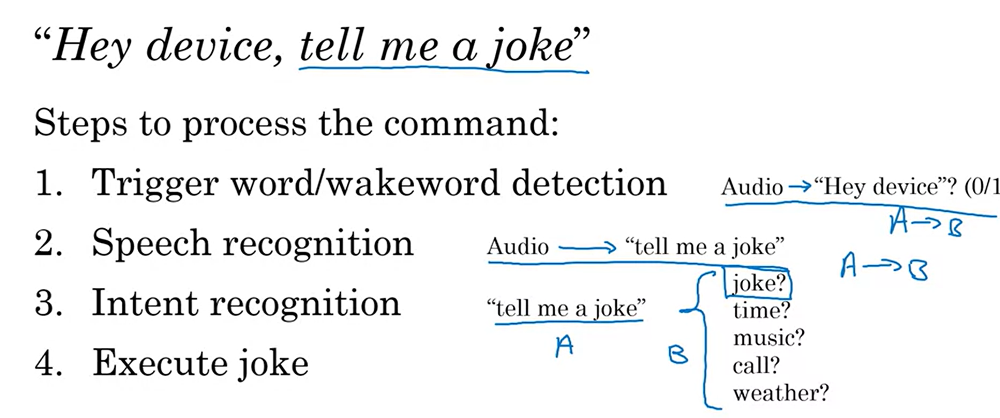 “Hey device, tell me a joke”
Steps to process the command:
1. Trigger word/wakeword detection
Audio → “Hey device”? (0/1
A → B
2. Speech recognition
Audio → “tell me a joke”
A → B
3. Intent recognition
“tell me a joke”
A
B
joke?
time?
music?
call?
weather?
4. Execute joke